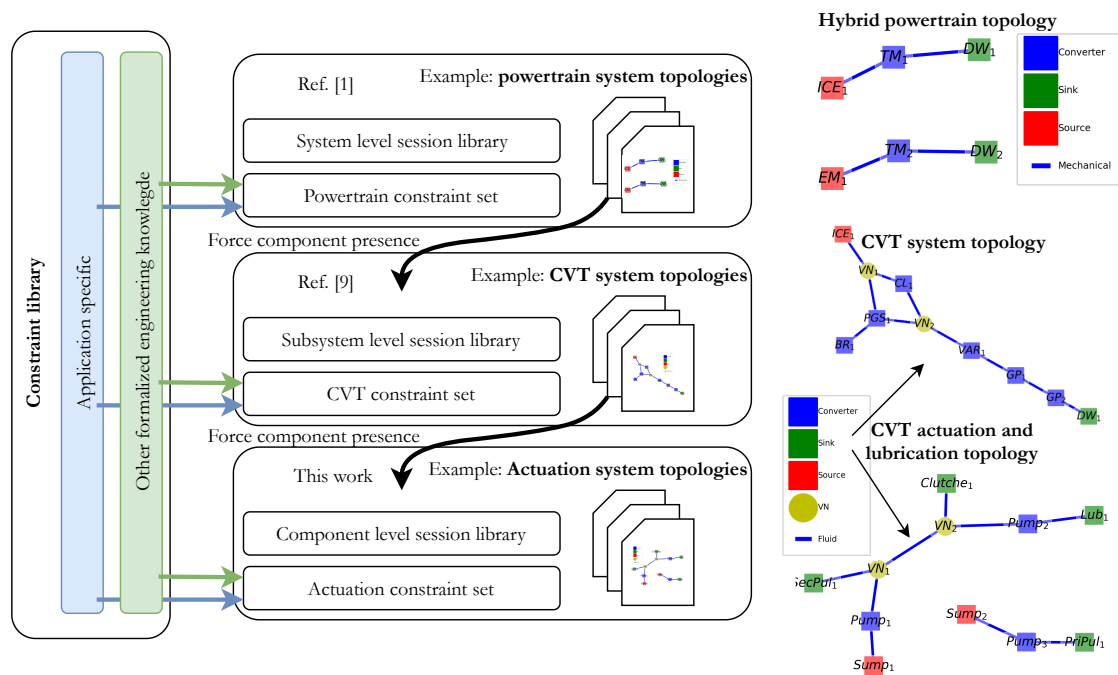 Constraint library
Application specific
Other formalized engineering knowlegde
Ref. [1]
Example: powertrain system topologies
System level session library
Powertrain constraint set
Force component presence
Ref. [9]
Example: CVT system topologies
Subsystem level session library
CVT constraint set
Force component presence
This work
Example: Actuation system topologies
Component level session library
Actuation constraint set
Hybrid powertrain topology
ICE₁
TM₁
DW₁
EM₁
TM₂
DW₂
Converter
Sink
Source
Mechanical
CVT system topology
ICE₁
VN₁
CL₁
PGS₁
VN₂
BR₁
VAR₁
GP₁
GP₂
DW₁
Converter
Sink
Source
VN
Fluid
CVT actuation and
lubrication topology
Clutche₁
VN₂
Pump₂
Lub₁
VN₁
SecPul₁
Pump₁
Sump₁
Sump₂
Pump₃
PriPul₁